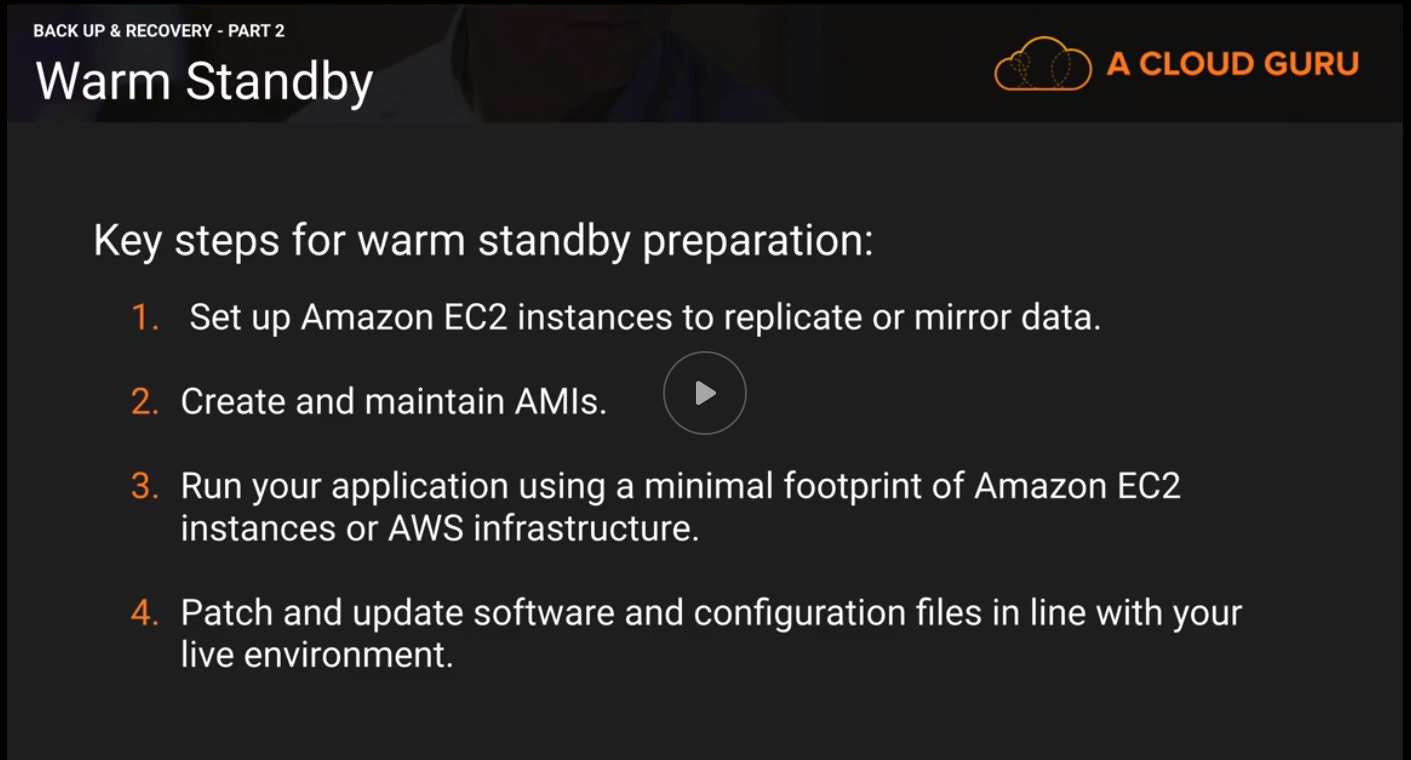 BACK UP & RECOVERY - PART 2
Warm Standby
A CLOUD GURU
Key steps for warm standby preparation:
1. Set up Amazon EC2 instances to replicate or mirror data.
2. Create and maintain AMIs.
3. Run your application using a minimal footprint of Amazon EC2
instances or AWS infrastructure.
4. Patch and update software and configuration files in line with your
live environment.